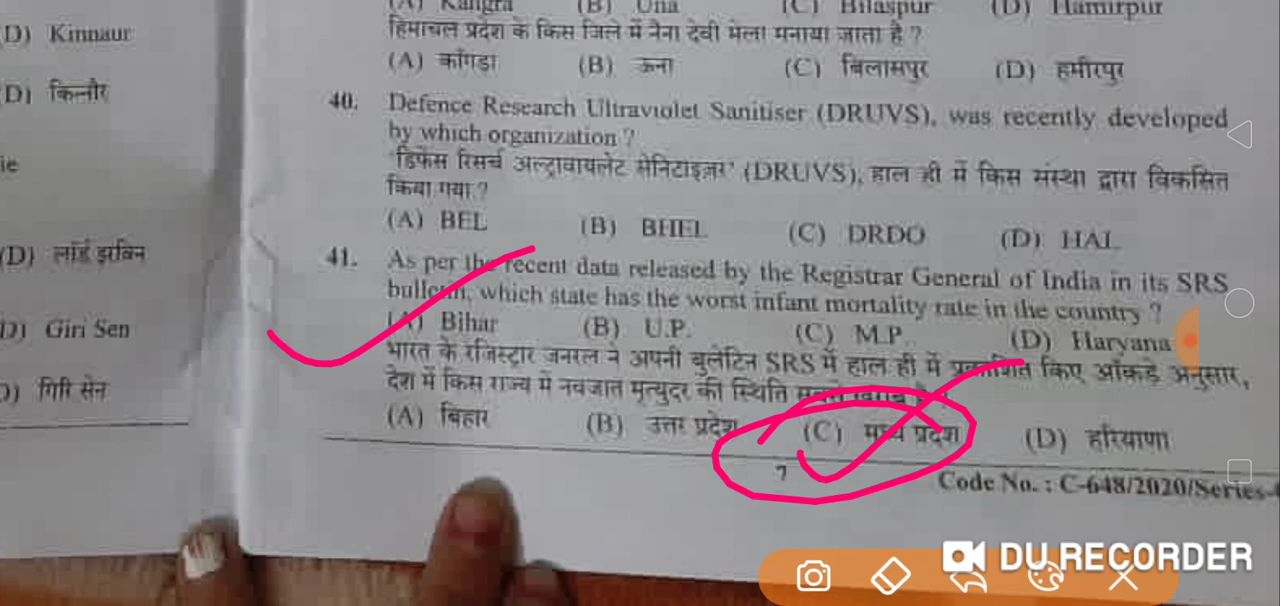 (A) Kangra (B) Una (C) Bilaspur (D) Hamirpur
हिमाचल प्रदेश के किस जिले में नैना देवी मेला मनाया जाता है ?
(A) काँगड़ा (B) ऊना (C) बिलासपुर (D) हमीरपुर
40. Defence Research Ultraviolet Sanitiser (DRUVS), was recently developed
by which organization ?
'डिफेंस रिसर्च अल्ट्रावायलेट सेनिटाइज़र' (DRUVS), हाल ही में किस संस्था द्वारा विकसित
किया गया ?
(A) BEL (B) BHEL (C) DRDO (D) HAL
41. As per the recent data released by the Registrar General of India in its SRS
bulletin, which state has the worst infant mortality rate in the country ?
(A) Bihar (B) U.P. (C) M.P. (D) Haryana
भारत के रजिस्ट्रार जनरल ने अपनी बुलेटिन SRS में हाल ही में प्रकाशित किए आँकड़े अनुसार,
देश में किस राज्य में नवजात मृत्युदर की स्थिति सबसे खराब है ?
(A) बिहार (B) उत्तर प्रदेश (C) मध्य प्रदेश (D) हरियाणा
7
Code No. : C-648/2020/Series-
D) Kinnaur
D) किन्नौर
ie
(D) लॉर्ड इरविन
D) Giri Sen
D) गिरि सेन
DU RECORDER